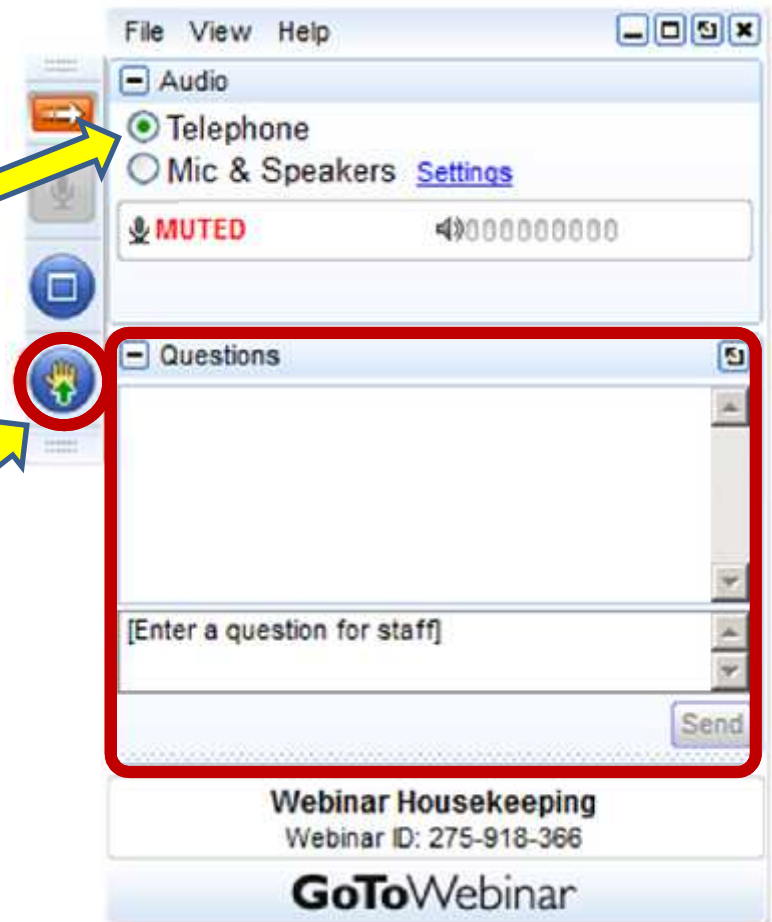 File View Help
Audio
Telephone
Mic & Speakers Settings
MUTED 000000000
Questions
[Enter a question for staff]
Send
Webinar Housekeeping
Webinar ID: 275-918-366
GoToWebinar